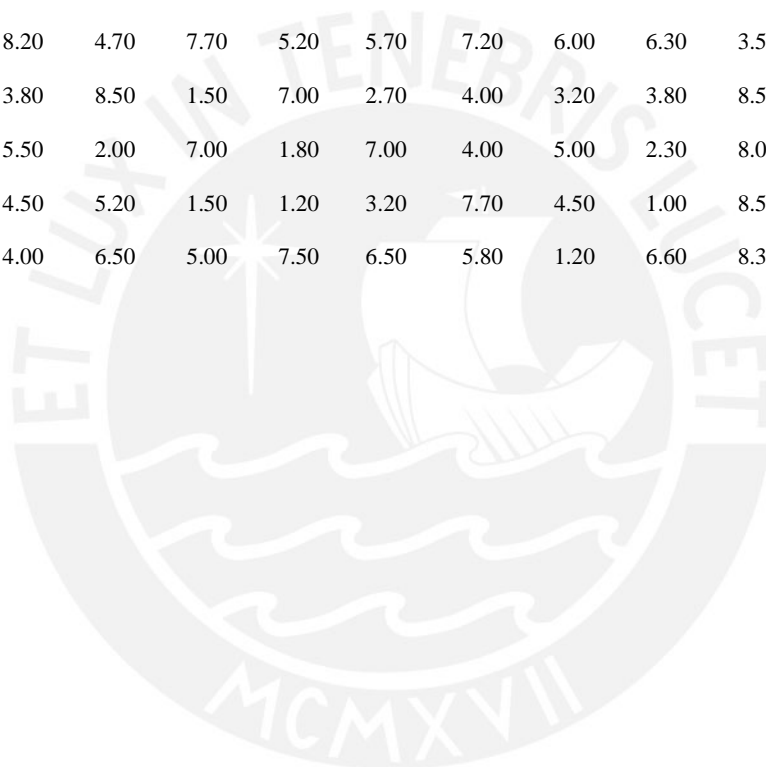 8.20 4.70 7.70 5.20 5.70 7.20 6.00 6.30 3.5
3.80 8.50 1.50 7.00 2.70 4.00 3.20 3.80 8.5
5.50 2.00 7.00 1.80 7.00 4.00 5.00 2.30 8.0
4.50 5.20 1.50 1.20 3.20 7.70 4.50 1.00 8.5
4.00 6.50 5.00 7.50 6.50 5.80 1.20 6.60 8.3
ET LUX IN TENEBRIS LUCET
MCMXVII